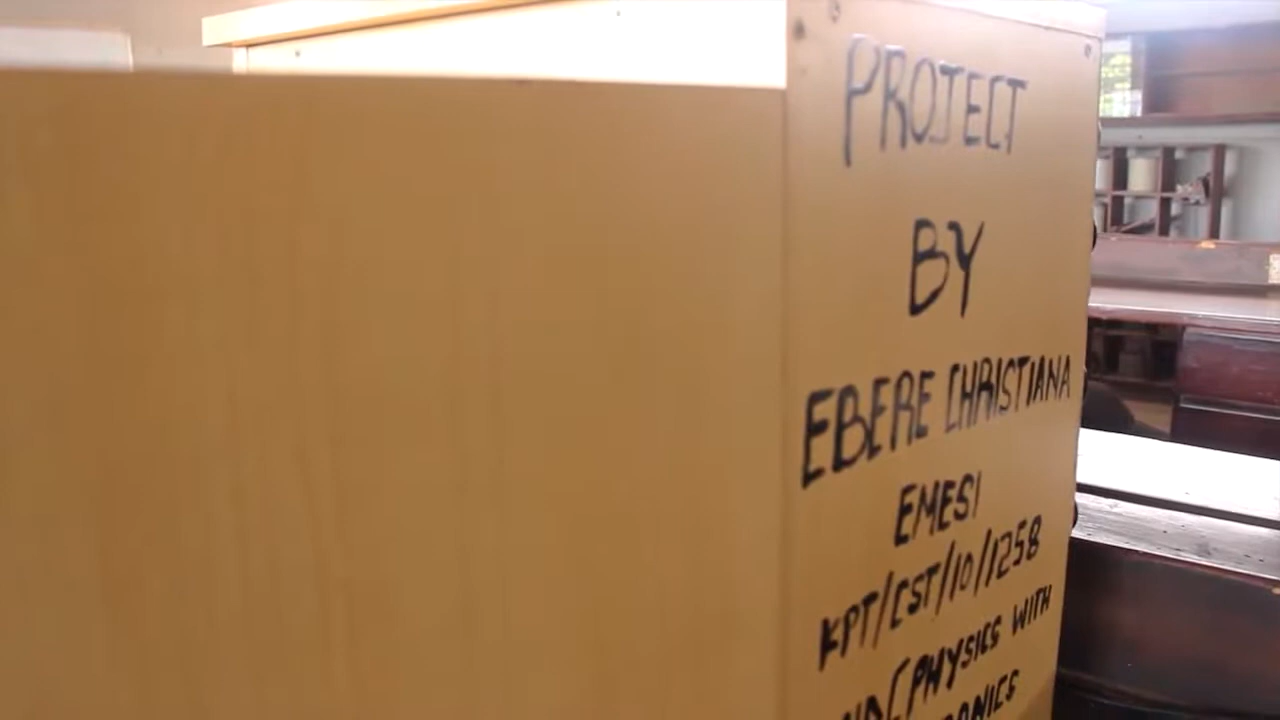 PROJECT
BY
EBERE CHRISTIANA
EMESI
KPT/CST/10/1258
PHYSICS WITH